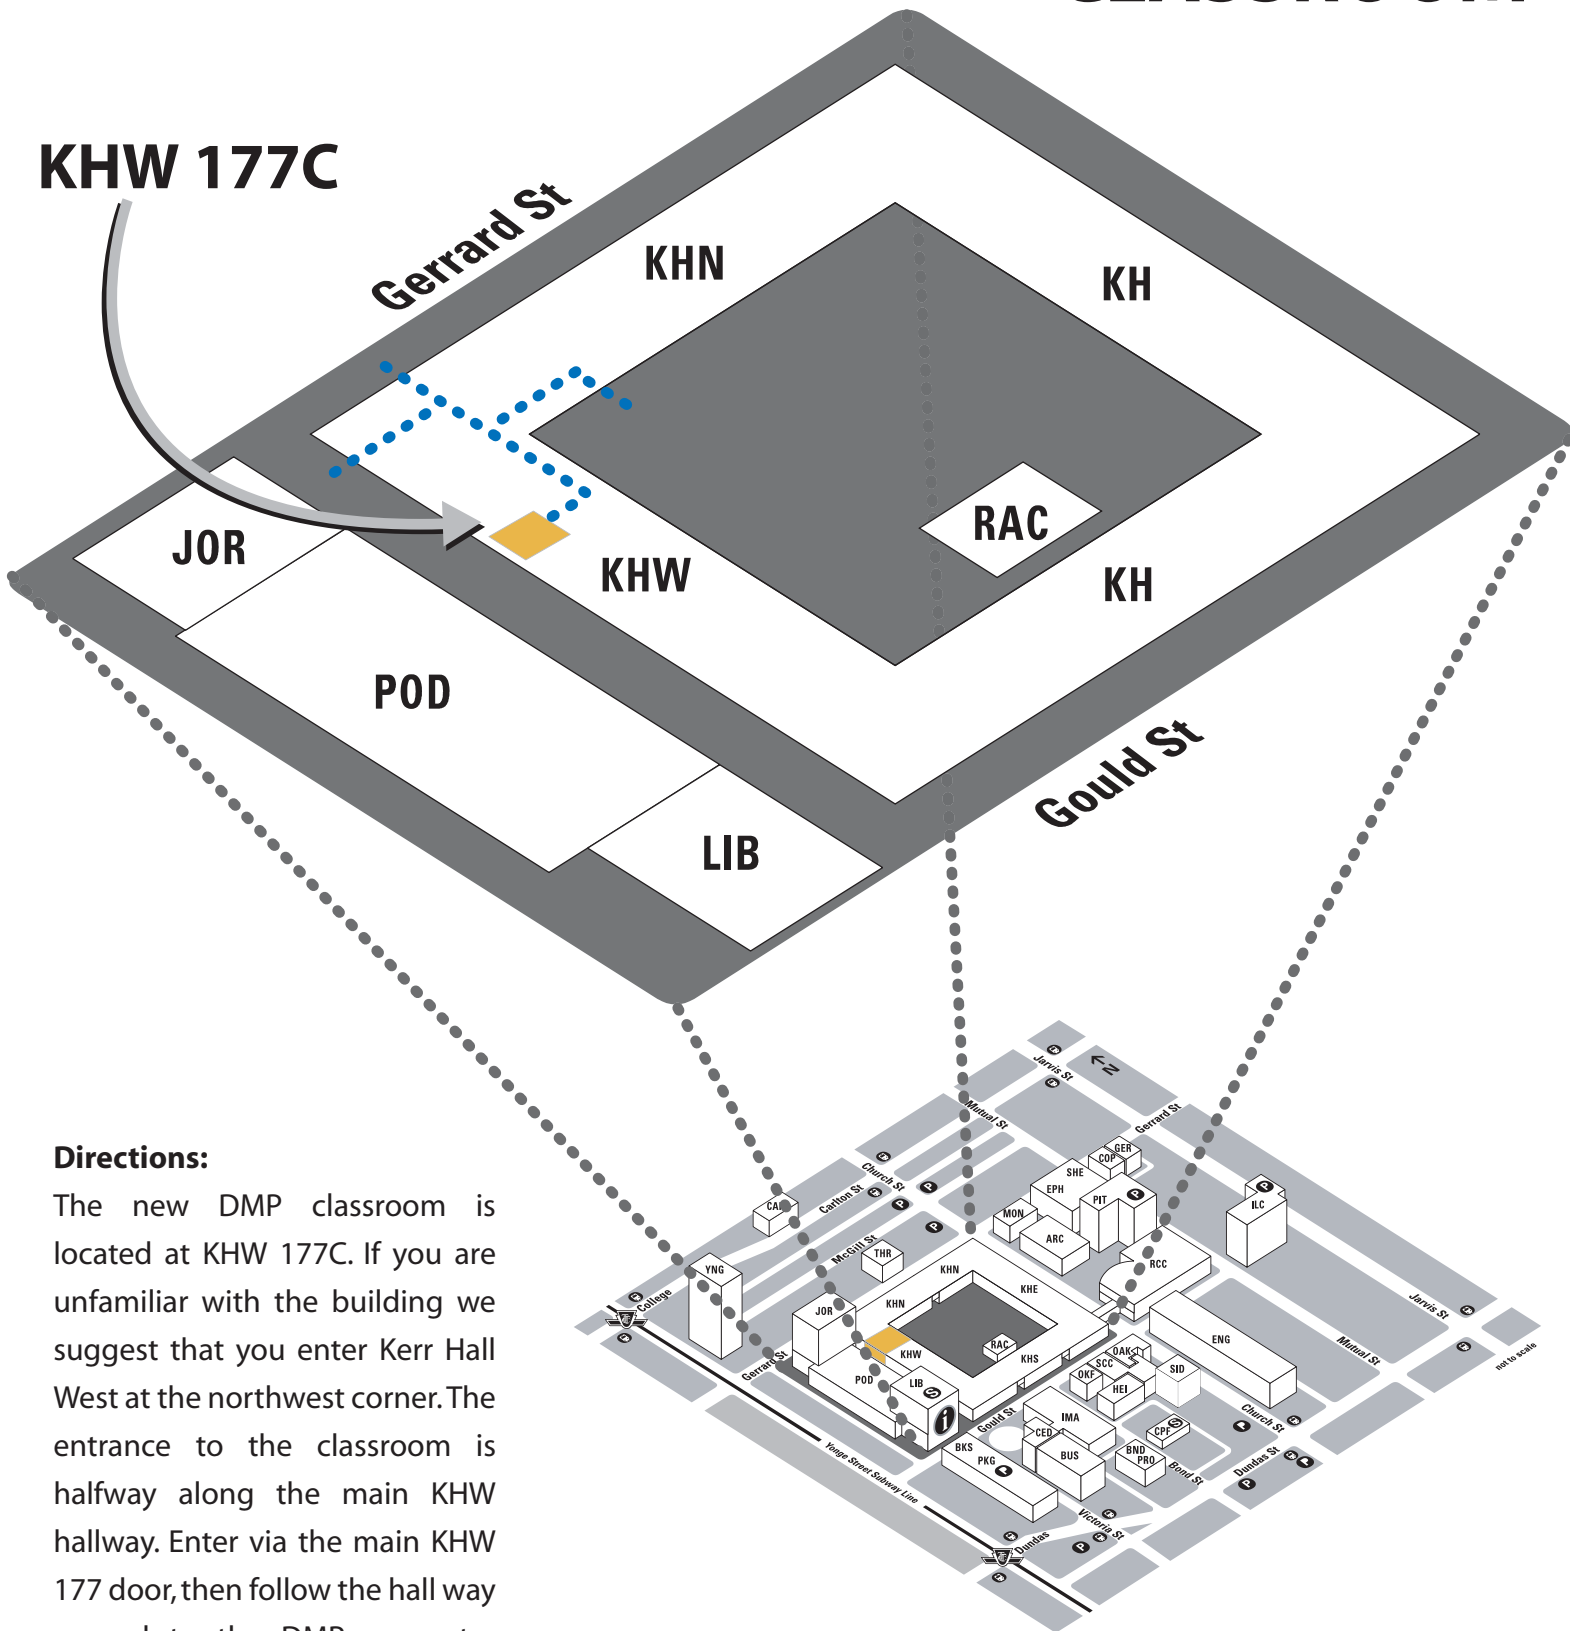 KHW 177C
Gerrard St
KHN
KH
RAC
JOR
KHW
KH
POD
Gould St
LIB
Directions:
The new DMP classroom is
located at KHW 177C. If you are
unfamiliar with the building we
suggest that you enter Kerr Hall
West at the northwest corner. The
entrance to the classroom is
halfway along the main KHW
hallway. Enter via the main KHW
177 door, then follow the hall way
N
Jarvis St
Mutual St
Gerrard St
Church St
Carlton St
McGill St
GER
COP
SHE
EPH
PIT
P
MON
ARC
ILC
P
RCC
THR
YNG
College
JOR
KHN
KHN
KHE
KHW
RAC
KHS
POD
LIB
Gerrard St
Gould St
OAK
SCC
OKF
HEI
SID
ENG
Jarvis St
Mutual St
not to scale
Church St
IMA
CED
BUS
BKS
PKG
CPF
BND
PRO
Bond St
Dundas St
Victoria St
Yonge Street Subway Line
Dundas